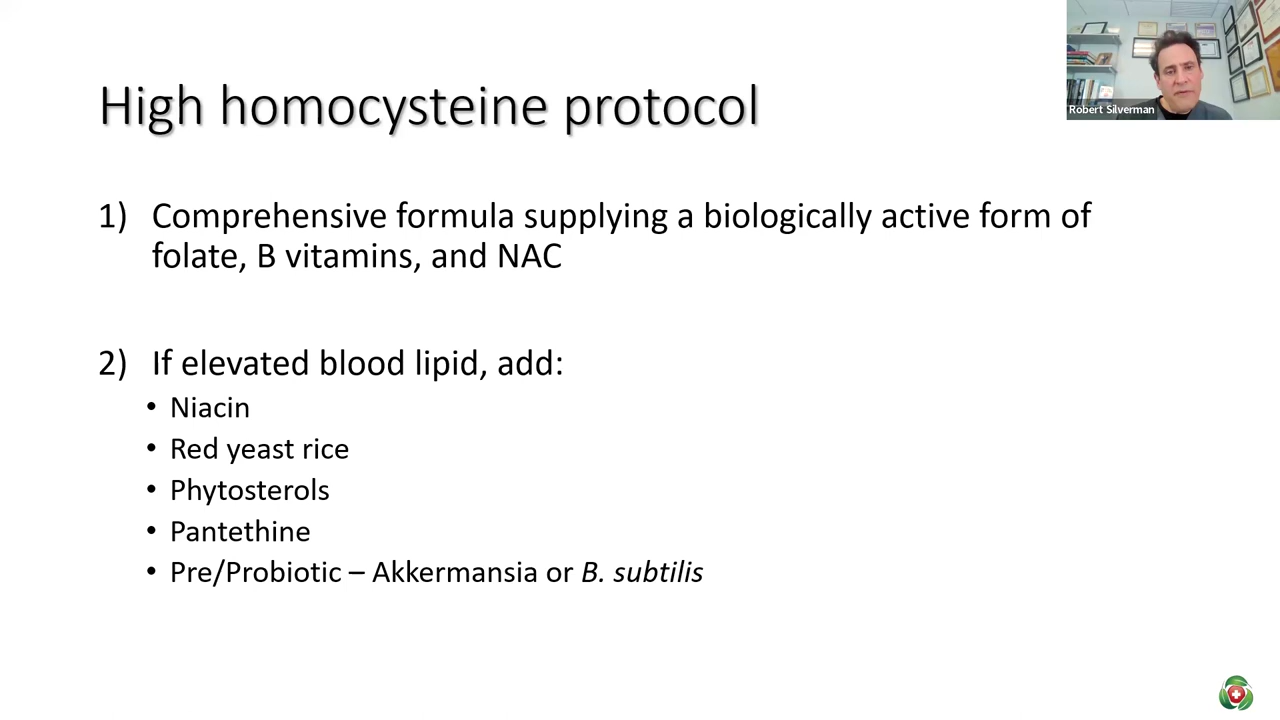 Robert Silverman
High homocysteine protocol
1) Comprehensive formula supplying a biologically active form of
folate, B vitamins, and NAC
2) If elevated blood lipid, add:
• Niacin
• Red yeast rice
• Phytosterols
• Pantethine
• Pre/Probiotic – Akkermansia or B. subtilis